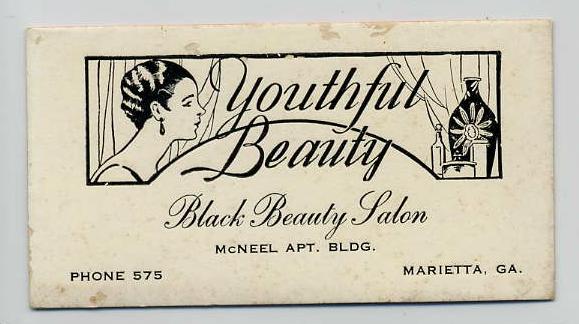 Youthful
Beauty
Black Beauty Salon
McNEEL APT. BLDG.
PHONE 575
MARIETTA, GA.